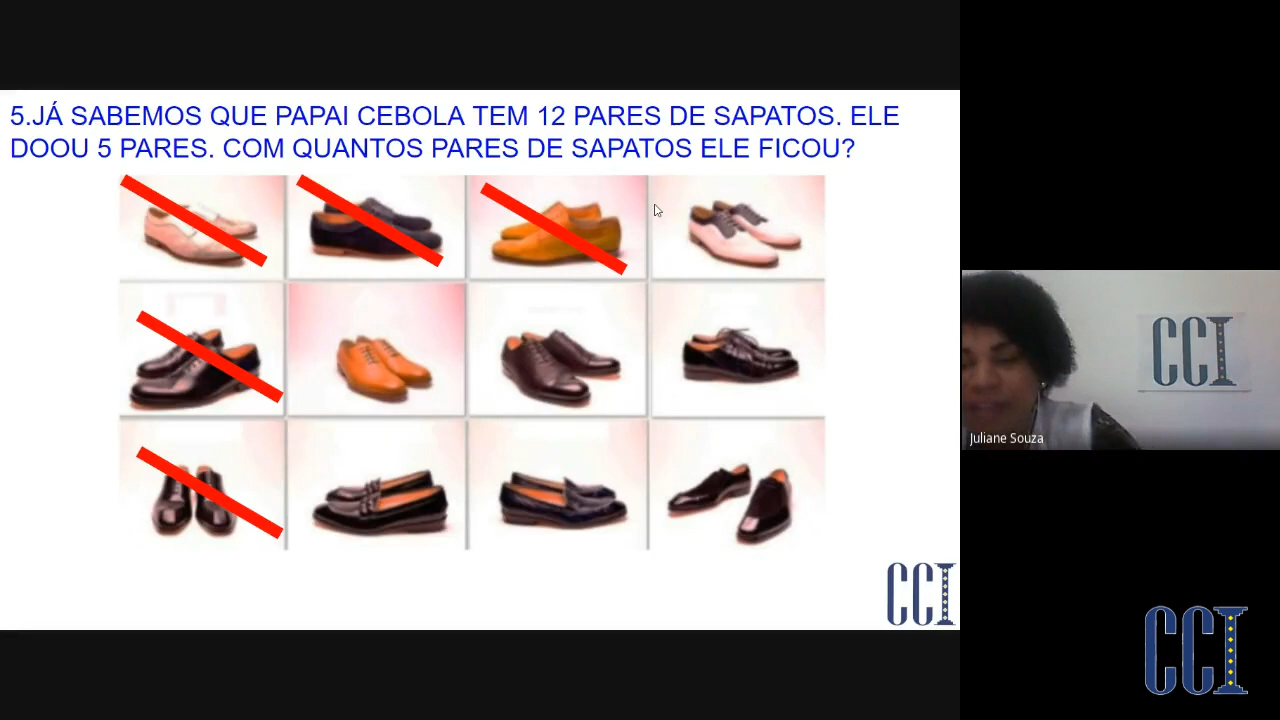 5.JÁ SABEMOS QUE PAPAI CEBOLA TEM 12 PARES DE SAPATOS. ELE
DOOU 5 PARES. COM QUANTOS PARES DE SAPATOS ELE FICOU?
CCI
Juliane Souza
CCI
CCI